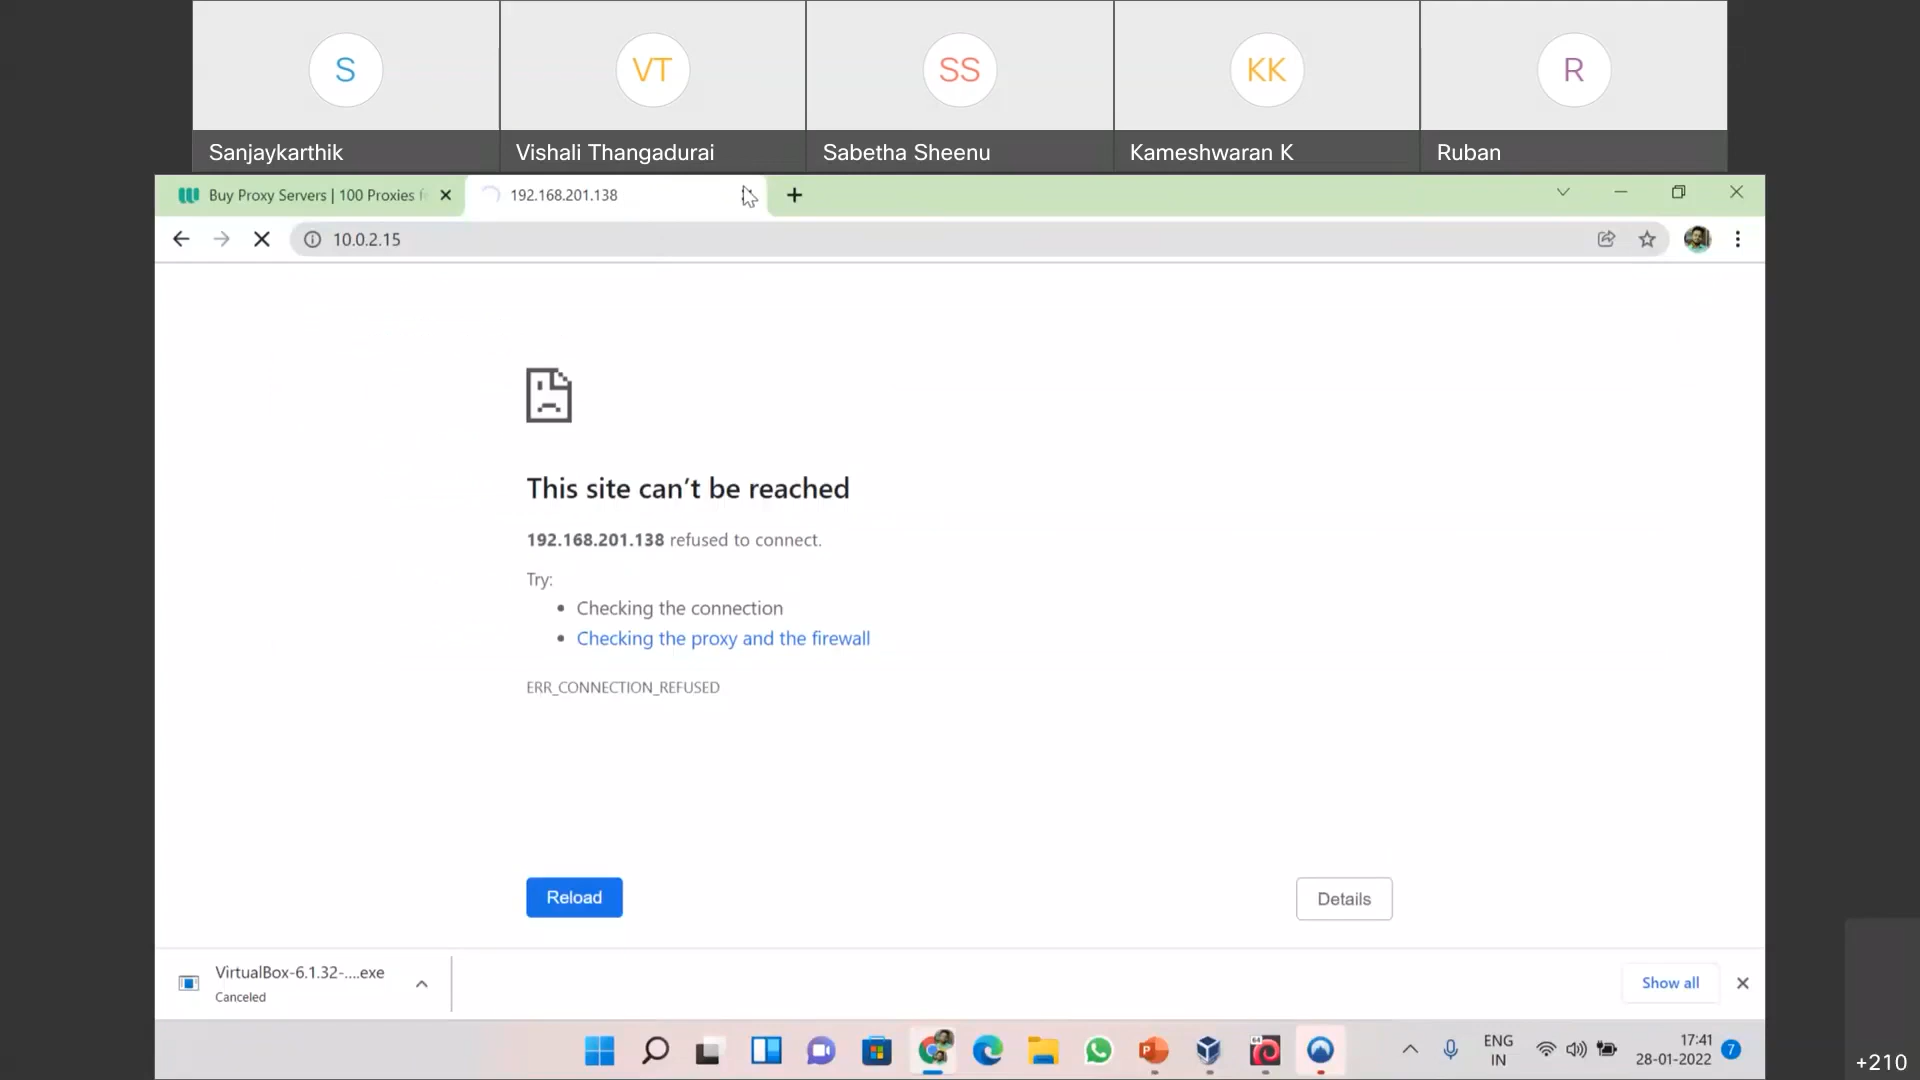 S
VT
SS
KK
R
Sanjaykarthik
Vishali Thangadurai
Sabetha Sheenu
Kameshwaran K
Ruban
Buy Proxy Servers | 100 Proxies
192.168.201.138
10.0.2.15
This site can't be reached
192.168.201.138 refused to connect.
Try:
• Checking the connection
• Checking the proxy and the firewall
ERR_CONNECTION_REFUSED
Reload
Details
VirtualBox-6.1.32-....exe
Canceled
Show all
ENG
IN
17:41
28-01-2022
7
+210